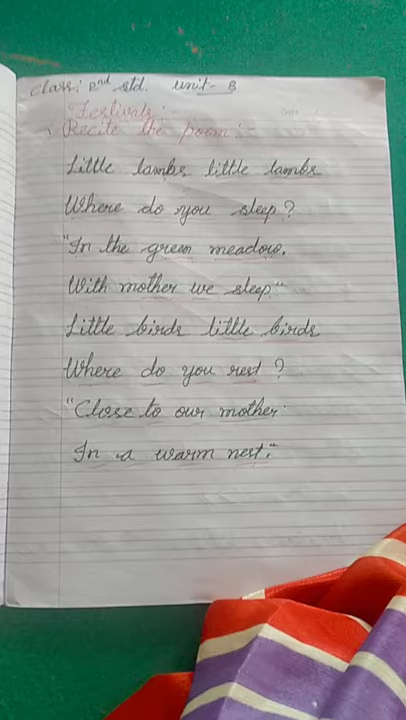 Class: 2nd std. unit- 8
Festivals:
Recite the poem:
Little lambs little lambs
Where do you sleep?
"In the green meadow.
With mother we sleep"
Little birds little birds
Where do you rest?
"Close to our mother
In a warm nest."